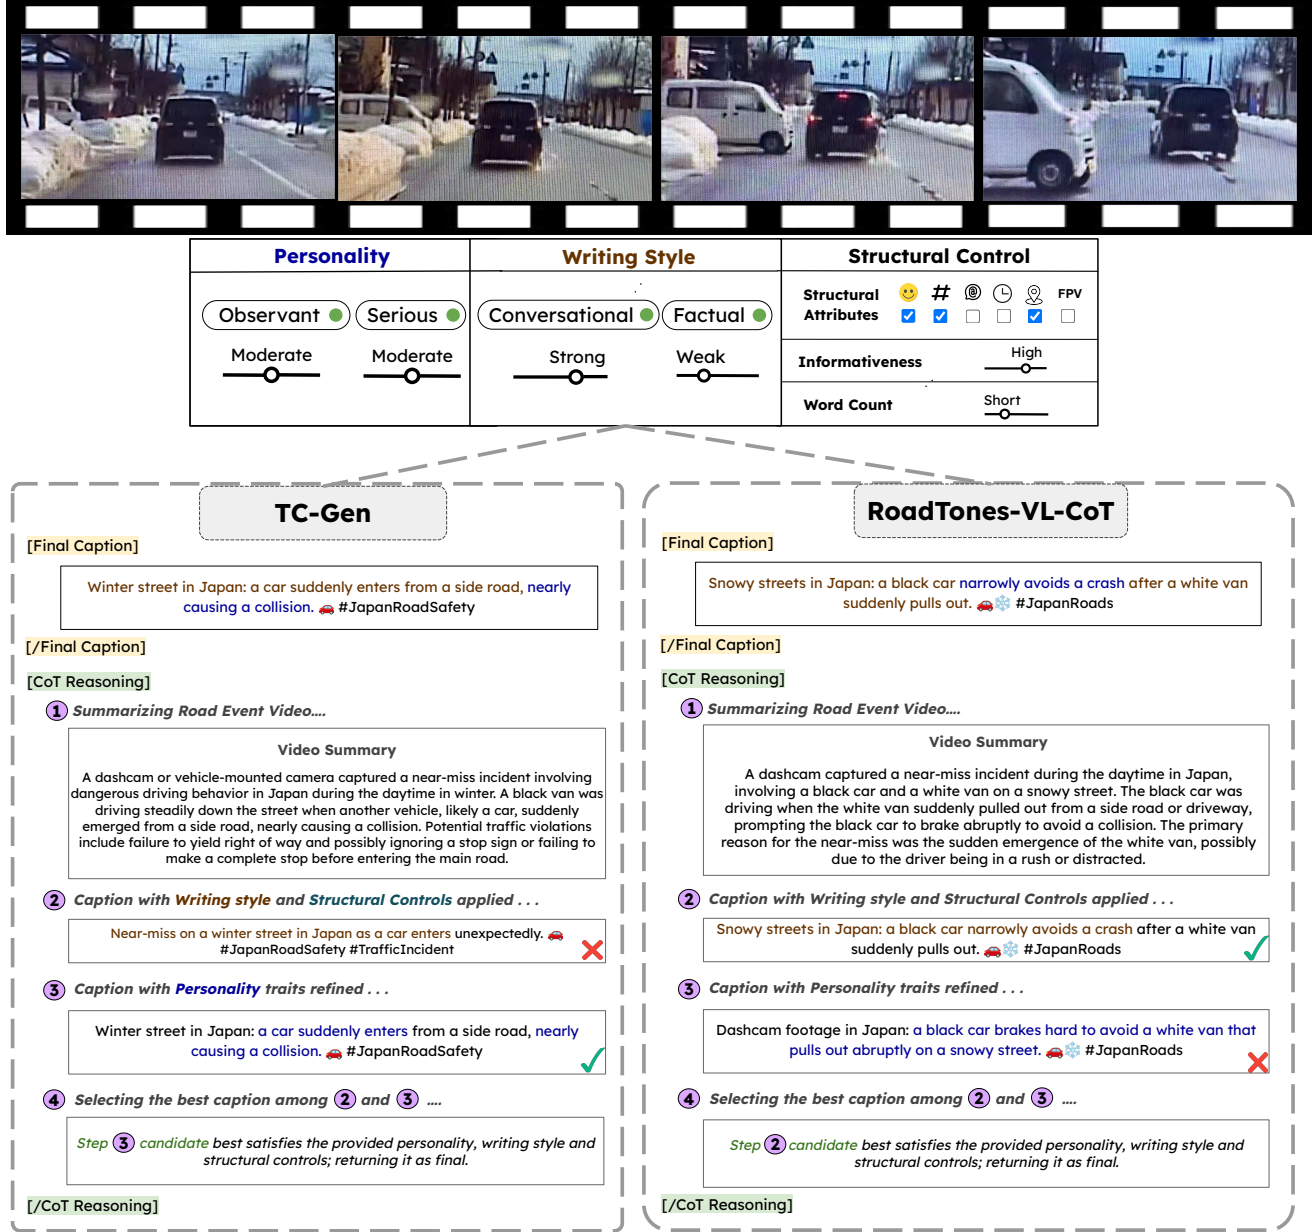 Personality
Writing Style
Structural Control
Observant
Serious
Conversational
Factual
Moderate
Moderate
Strong
Weak
Structural
Attributes
FPV
Informativeness
High
Word Count
Short
TC-Gen
[Final Caption]
Winter street in Japan: a car suddenly enters from a side road, nearly
causing a collision. 🚗 #JapanRoadSafety
[/Final Caption]
[CoT Reasoning]
1 Summarizing Road Event Video....
Video Summary
A dashcam or vehicle-mounted camera captured a near-miss incident involving
dangerous driving behavior in Japan during the daytime in winter. A black van was
driving steadily down the street when another vehicle, likely a car, suddenly
emerged from a side road, nearly causing a collision. Potential traffic violations
include failure to yield right of way and possibly ignoring a stop sign or failing to
make a complete stop before entering the main road.
2 Caption with Writing style and Structural Controls applied . . .
Near-miss on a winter street in Japan as a car enters unexpectedly. 🚗
#JapanRoadSafety #TrafficIncident
3 Caption with Personality traits refined . . .
Winter street in Japan: a car suddenly enters from a side road, nearly
causing a collision. 🚗 #JapanRoadSafety
4 Selecting the best caption among 2 and 3 ....
Step 3 candidate best satisfies the provided personality, writing style and
structural controls; returning it as final.
[/CoT Reasoning]
RoadTones-VL-CoT
[Final Caption]
Snowy streets in Japan: a black car narrowly avoids a crash after a white van
suddenly pulls out. 🚗❄️ #JapanRoads
[/Final Caption]
[CoT Reasoning]
1 Summarizing Road Event Video....
Video Summary
A dashcam captured a near-miss incident during the daytime in Japan,
involving a black car and a white van on a snowy street. The black car was
driving when the white van suddenly pulled out from a side road or driveway,
prompting the black car to brake abruptly to avoid a collision. The primary
reason for the near-miss was the sudden emergence of the white van, possibly
due to the driver being in a rush or distracted.
2 Caption with Writing style and Structural Controls applied . . .
Snowy streets in Japan: a black car narrowly avoids a crash after a white van
suddenly pulls out. 🚗❄️ #JapanRoads
3 Caption with Personality traits refined . . .
Dashcam footage in Japan: a black car brakes hard to avoid a white van that
pulls out abruptly on a snowy street. 🚗❄️ #JapanRoads
4 Selecting the best caption among 2 and 3 ....
Step 2 candidate best satisfies the provided personality, writing style and
structural controls; returning it as final.
[/CoT Reasoning]